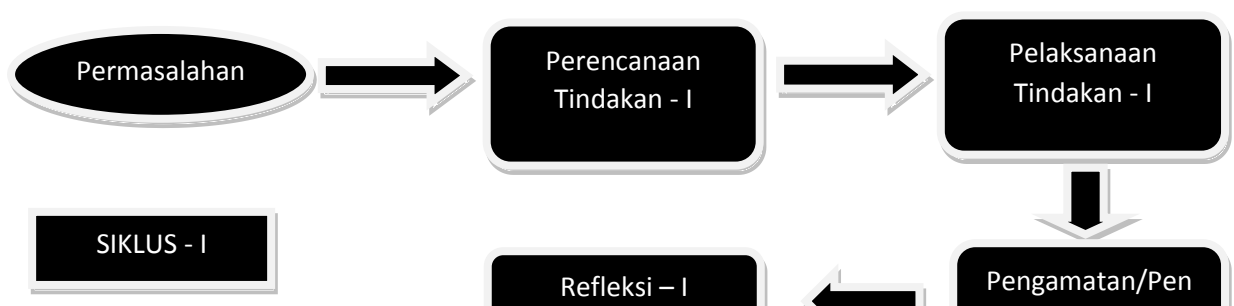 Permasalahan
Perencanaan
Tindakan - I
Pelaksanaan
Tindakan - I
SIKLUS - I
Refleksi – I
Pengamatan/Pen